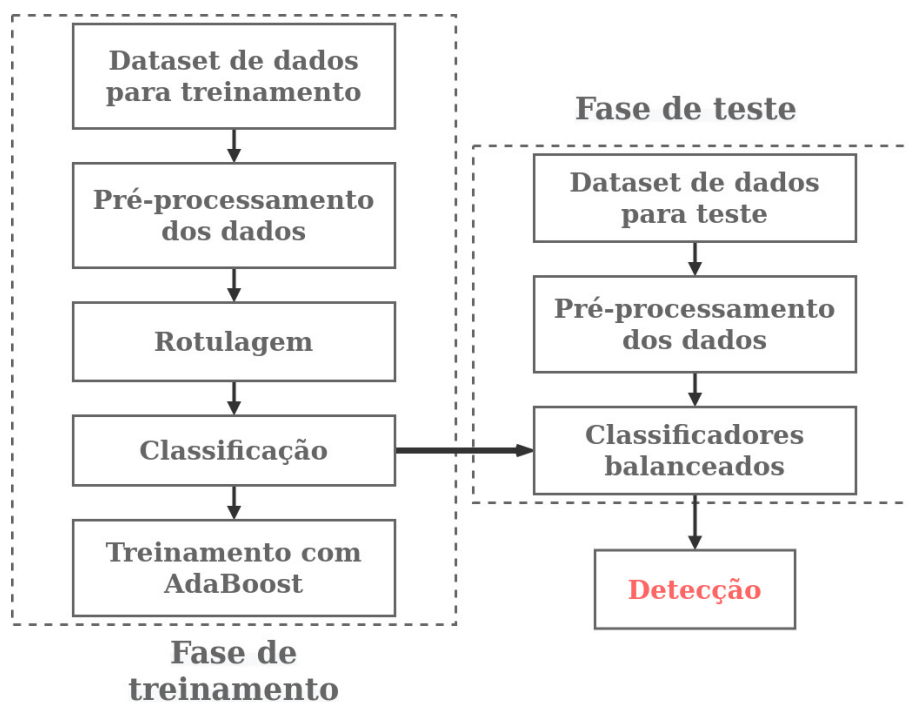 Dataset de dados
para treinamento
Pré-processamento
dos dados
Rotulagem
Classificação
Treinamento com
AdaBoost
Fase de
treinamento
Fase de teste
Dataset de dados
para teste
Pré-processamento
dos dados
Classificadores
balanceados
Detecção